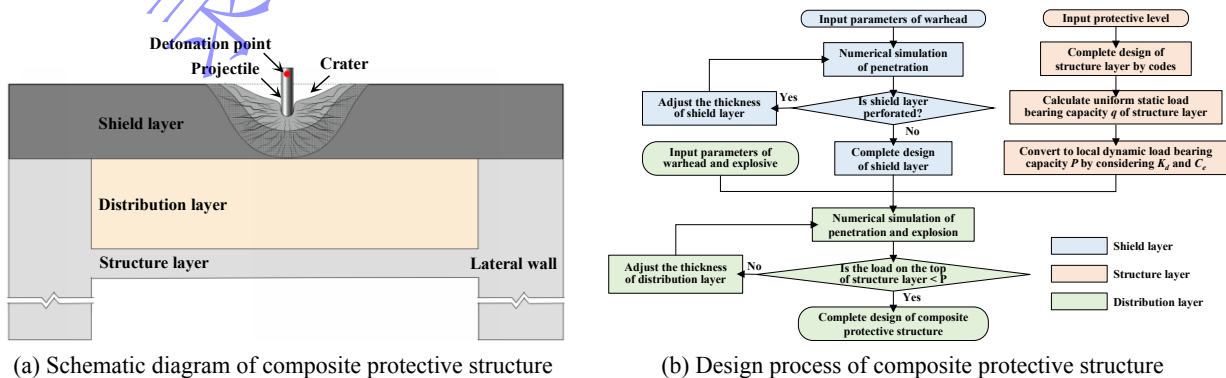 Detonation point
Projectile
Crater
Shield layer
Distribution layer
Structure layer
Lateral wall
(a) Schematic diagram of composite protective structure
Input parameters of warhead
Numerical simulation
of penetration
Adjust the thickness
of shield layer
Yes
Is shield layer
perforated?
No
Complete design
of shield layer
Input protective level
Complete design of
structure layer by codes
Calculate uniform static load
bearing capacity q of structure layer
Convert to local dynamic load bearing
capacity P by considering K_d and C_e
Input parameters of
warhead and explosive
Numerical simulation of
penetration and explosion
Adjust the thickness
of distribution layer
No
Is the load on the top
of structure layer < P
Yes
Complete design of composite
protective structure
Shield layer
Structure layer
Distribution layer
(b) Design process of composite protective structure